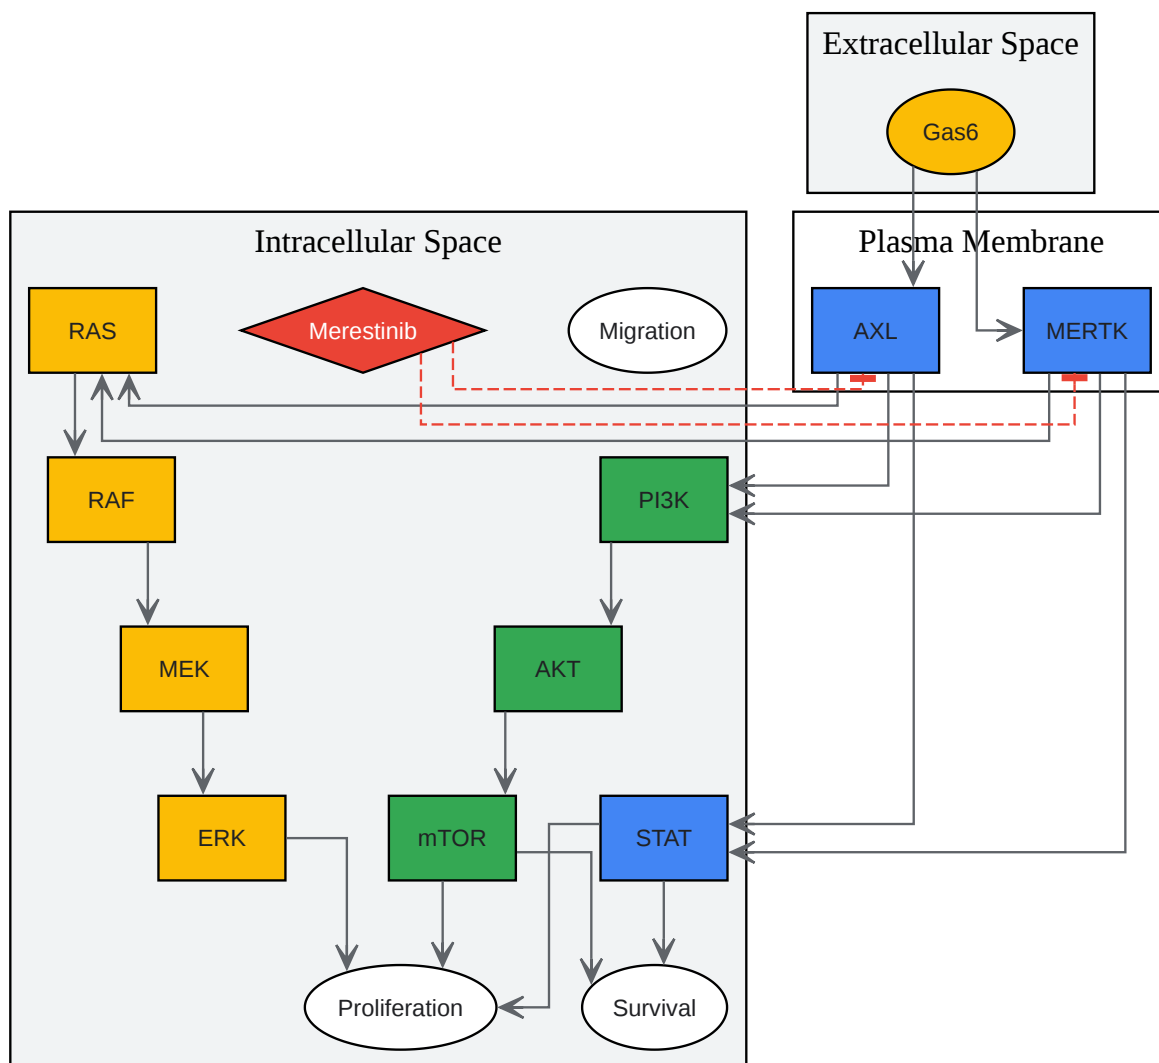 Extracellular Space
Gas6
Intracellular Space
Plasma Membrane
RAS
Merestinib
Migration
AXL
MERTK
RAF
PI3K
MEK
AKT
ERK
mTOR
STAT
Proliferation
Survival